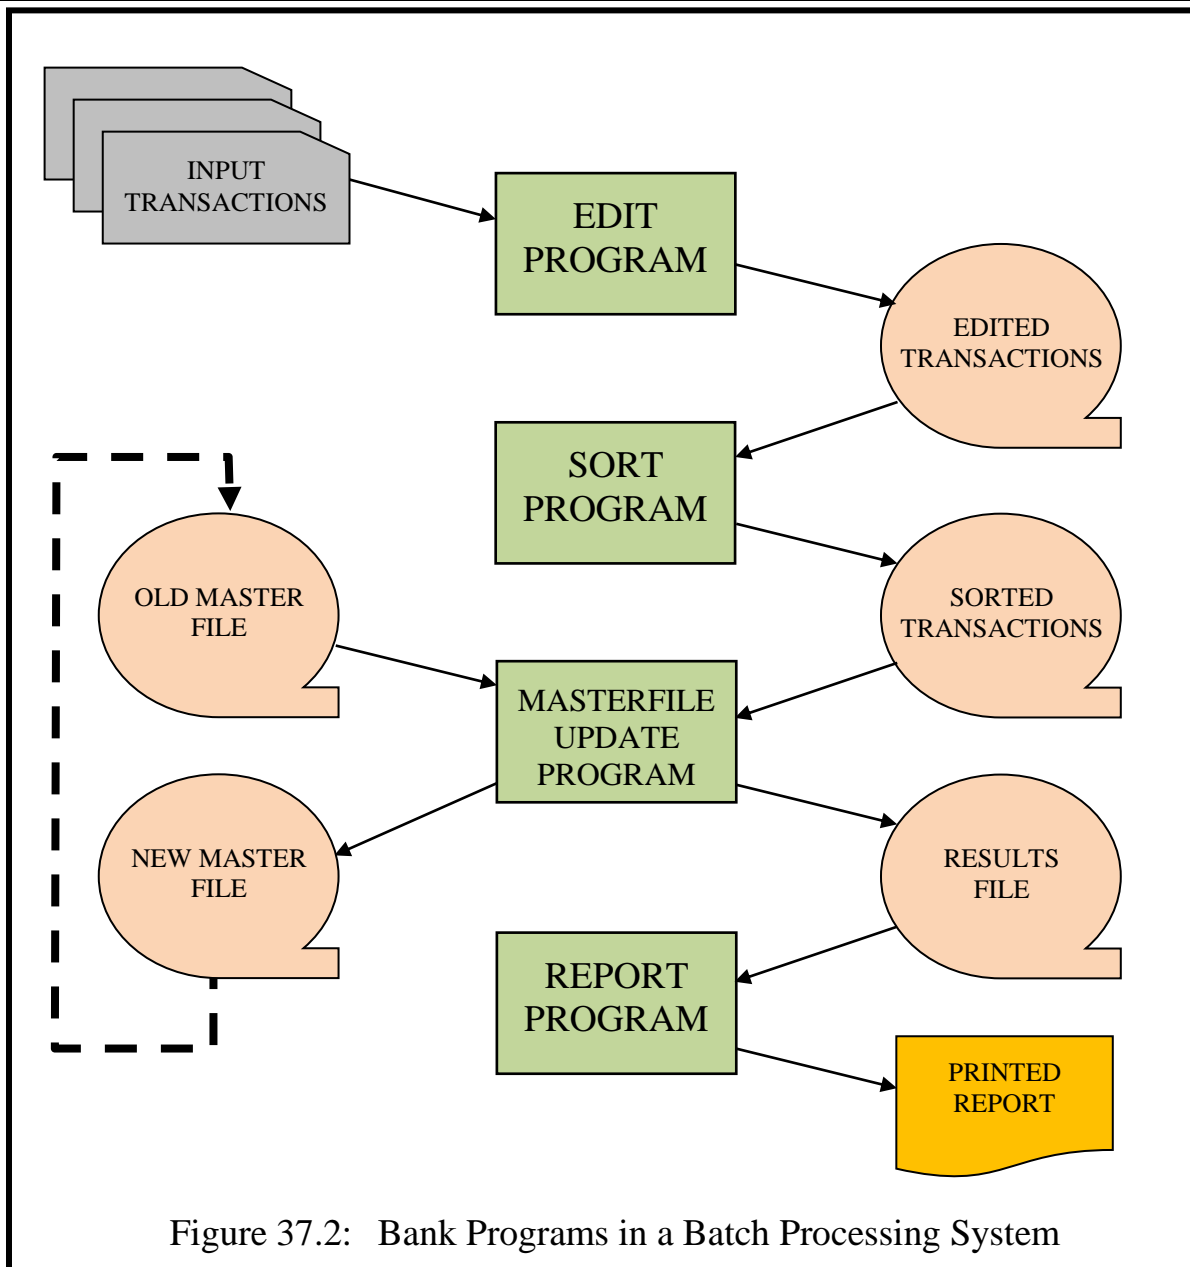 INPUT
TRANSACTIONS
EDIT
PROGRAM
EDITED
TRANSACTIONS
SORT
PROGRAM
OLD MASTER
FILE
SORTED
TRANSACTIONS
MASTERFILE
UPDATE
PROGRAM
NEW MASTER
FILE
RESULTS
FILE
REPORT
PROGRAM
PRINTED
REPORT
Figure 37.2: Bank Programs in a Batch Processing System